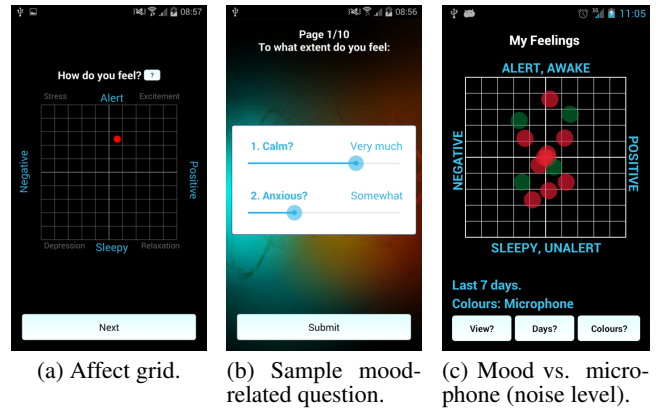 08:57
How do you feel? ?
Stress Alert Excitement
Negative
Positive
Depression Sleepy Relaxation
Next
(a) Affect grid.
08:56
Page 1/10
To what extent do you feel:
1. Calm? Very much
2. Anxious? Somewhat
Submit
(b) Sample mood-
related question.
11:05
My Feelings
ALERT, AWAKE
NEGATIVE
POSITIVE
SLEEPY, UNALERT
Last 7 days.
Colours: Microphone
View? Days? Colours?
(c) Mood vs. micro-
phone (noise level).